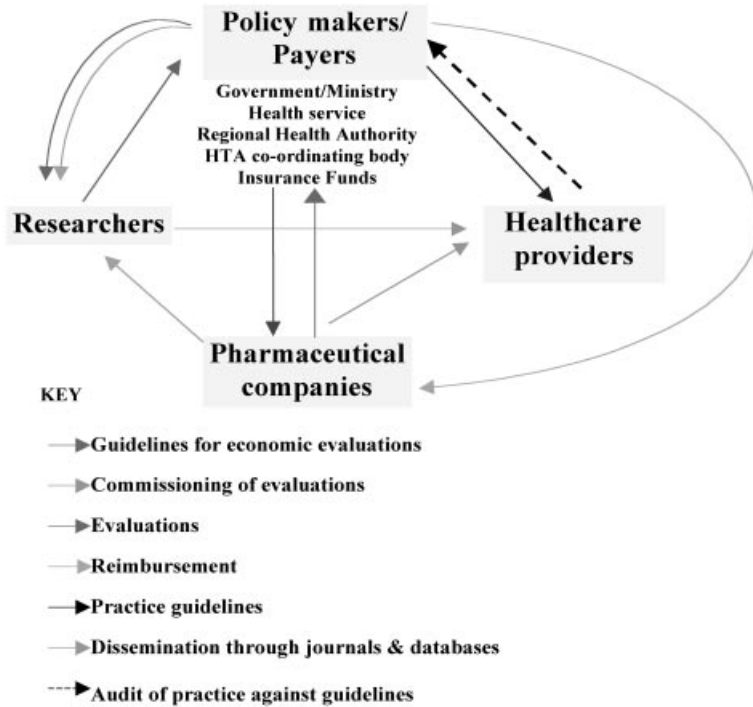 Policy makers/
Payers
Government/Ministry
Health service
Regional Health Authority
HTA co-ordinating body
Insurance Funds
Researchers
Healthcare
providers
Pharmaceutical
companies
KEY
Guidelines for economic evaluations
Commissioning of evaluations
Evaluations
Reimbursement
Practice guidelines
Dissemination through journals & databases
Audit of practice against guidelines